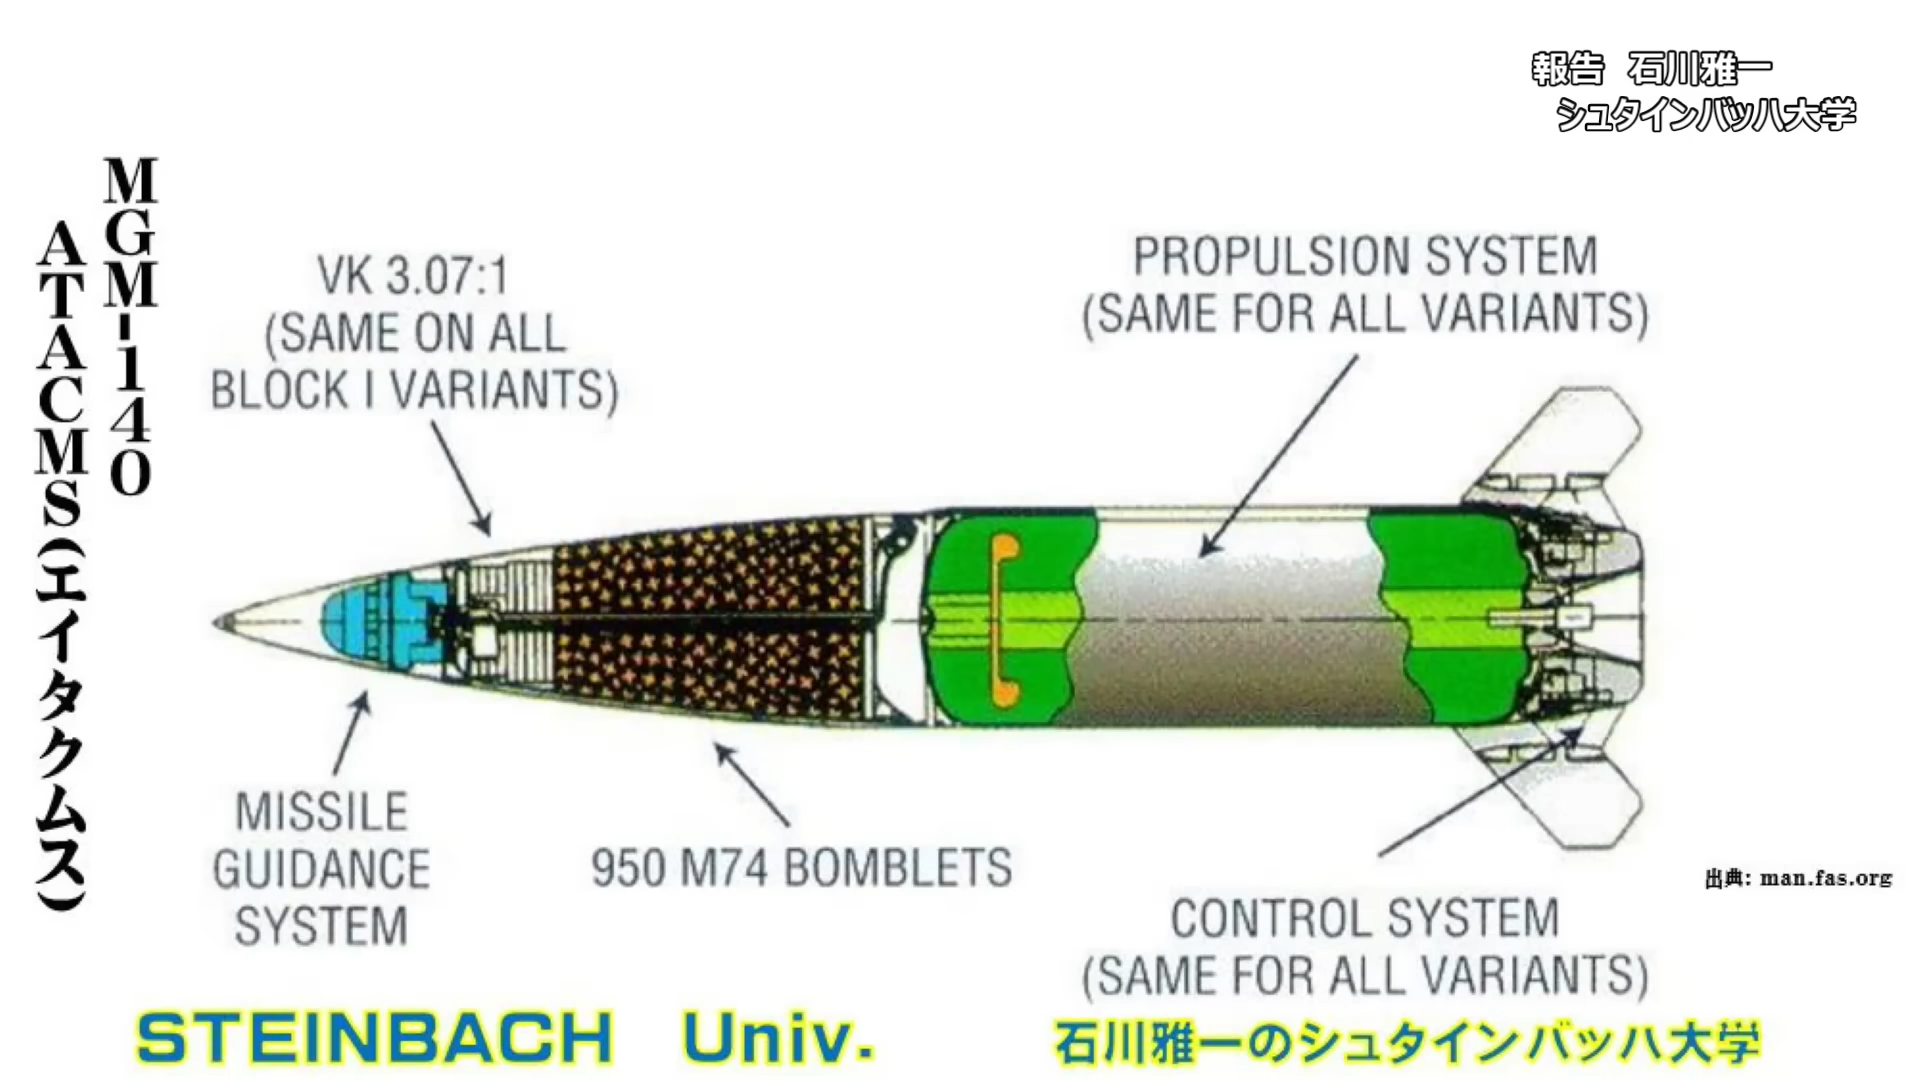 報告 石川雅一
シュタインバッハ大学
MGM-140
ATACMS(エイタクムス)
VK 3.07:1
(SAME ON ALL
BLOCK I VARIANTS)
PROPULSION SYSTEM
(SAME FOR ALL VARIANTS)
MISSILE
GUIDANCE
SYSTEM
950 M74 BOMBLETS
CONTROL SYSTEM
(SAME FOR ALL VARIANTS)
出典: man.fas.org
STEINBACH Univ.
石川雅一のシュタインバッハ大学